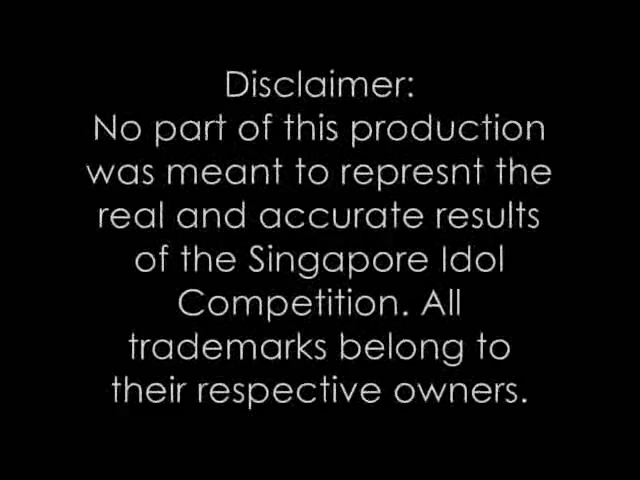 Disclaimer:
No part of this production
was meant to represnt the
real and accurate results
of the Singapore Idol
Competition. All
trademarks belong to
their respective owners.